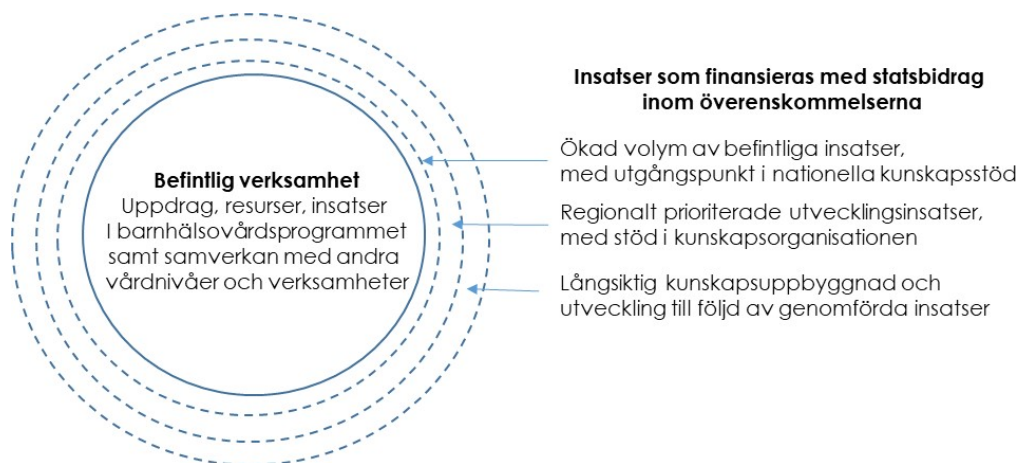 Befintlig verksamhet
Uppdrag, resurser, insatser
I barnhälsovårdsprogrammet
samt samverkan med andra
vårdnivåer och verksamheter
Insatser som finansieras med statsbidrag
inom överenskommelserna
Ökad volym av befintliga insatser,
med utgångspunkt i nationella kunskapsstöd
Regionalt prioriterade utvecklingsinsatser,
med stöd i kunskapsorganisationen
Långsiktig kunskapsuppbyggnad och
utveckling till följd av genomförda insatser